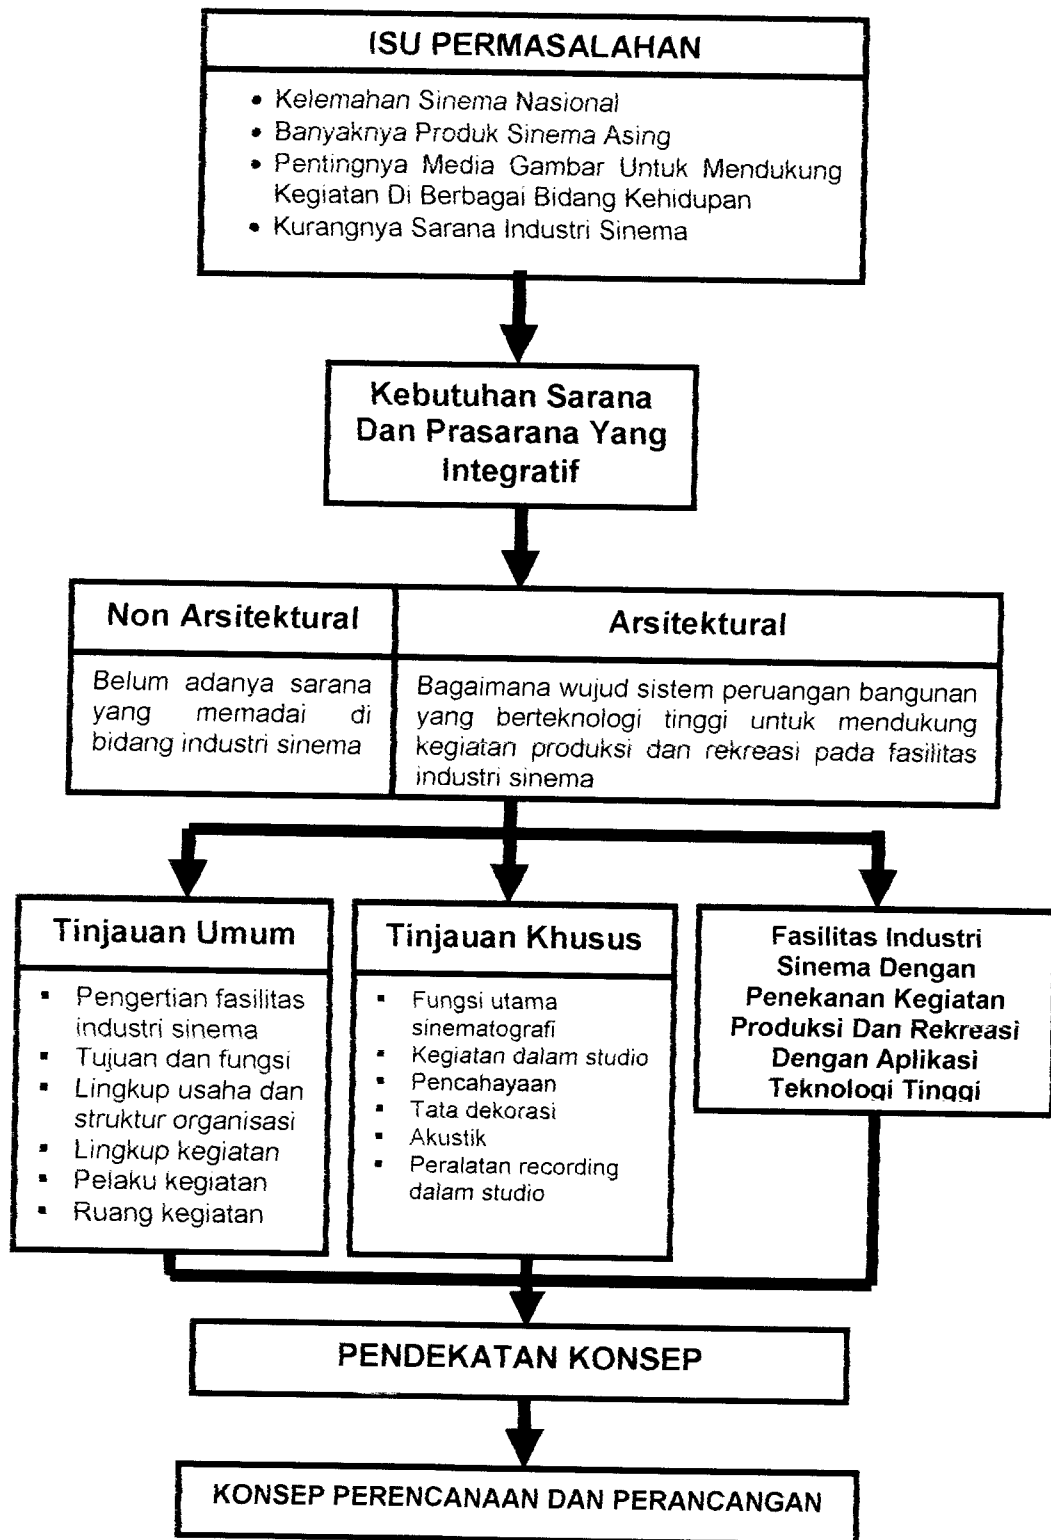 ISU PERMASALAHAN
• Kelemahan Sinema Nasional
• Banyaknya Produk Sinema Asing
• Pentingnya Media Gambar Untuk Mendukung
Kegiatan Di Berbagai Bidang Kehidupan
• Kurangnya Sarana Industri Sinema
Kebutuhan Sarana
Dan Prasarana Yang
Integratif
Non Arsitektural
Belum adanya sarana
yang memadai di
bidang industri sinema
Arsitektural
Bagaimana wujud sistem peruangan bangunan
yang berteknologi tinggi untuk mendukung
kegiatan produksi dan rekreasi pada fasilitas
industri sinema
Tinjauan Umum
▪ Pengertian fasilitas
industri sinema
▪ Tujuan dan fungsi
▪ Lingkup usaha dan
struktur organisasi
▪ Lingkup kegiatan
▪ Pelaku kegiatan
▪ Ruang kegiatan
Tinjauan Khusus
▪ Fungsi utama
sinematografi
▪ Kegiatan dalam studio
▪ Pencahayaan
▪ Tata dekorasi
▪ Akustik
▪ Peralatan recording
dalam studio
Fasilitas Industri
Sinema Dengan
Penekanan Kegiatan
Produksi Dan Rekreasi
Dengan Aplikasi
Teknologi Tinggi
PENDEKATAN KONSEP
KONSEP PERENCANAAN DAN PERANCANGAN